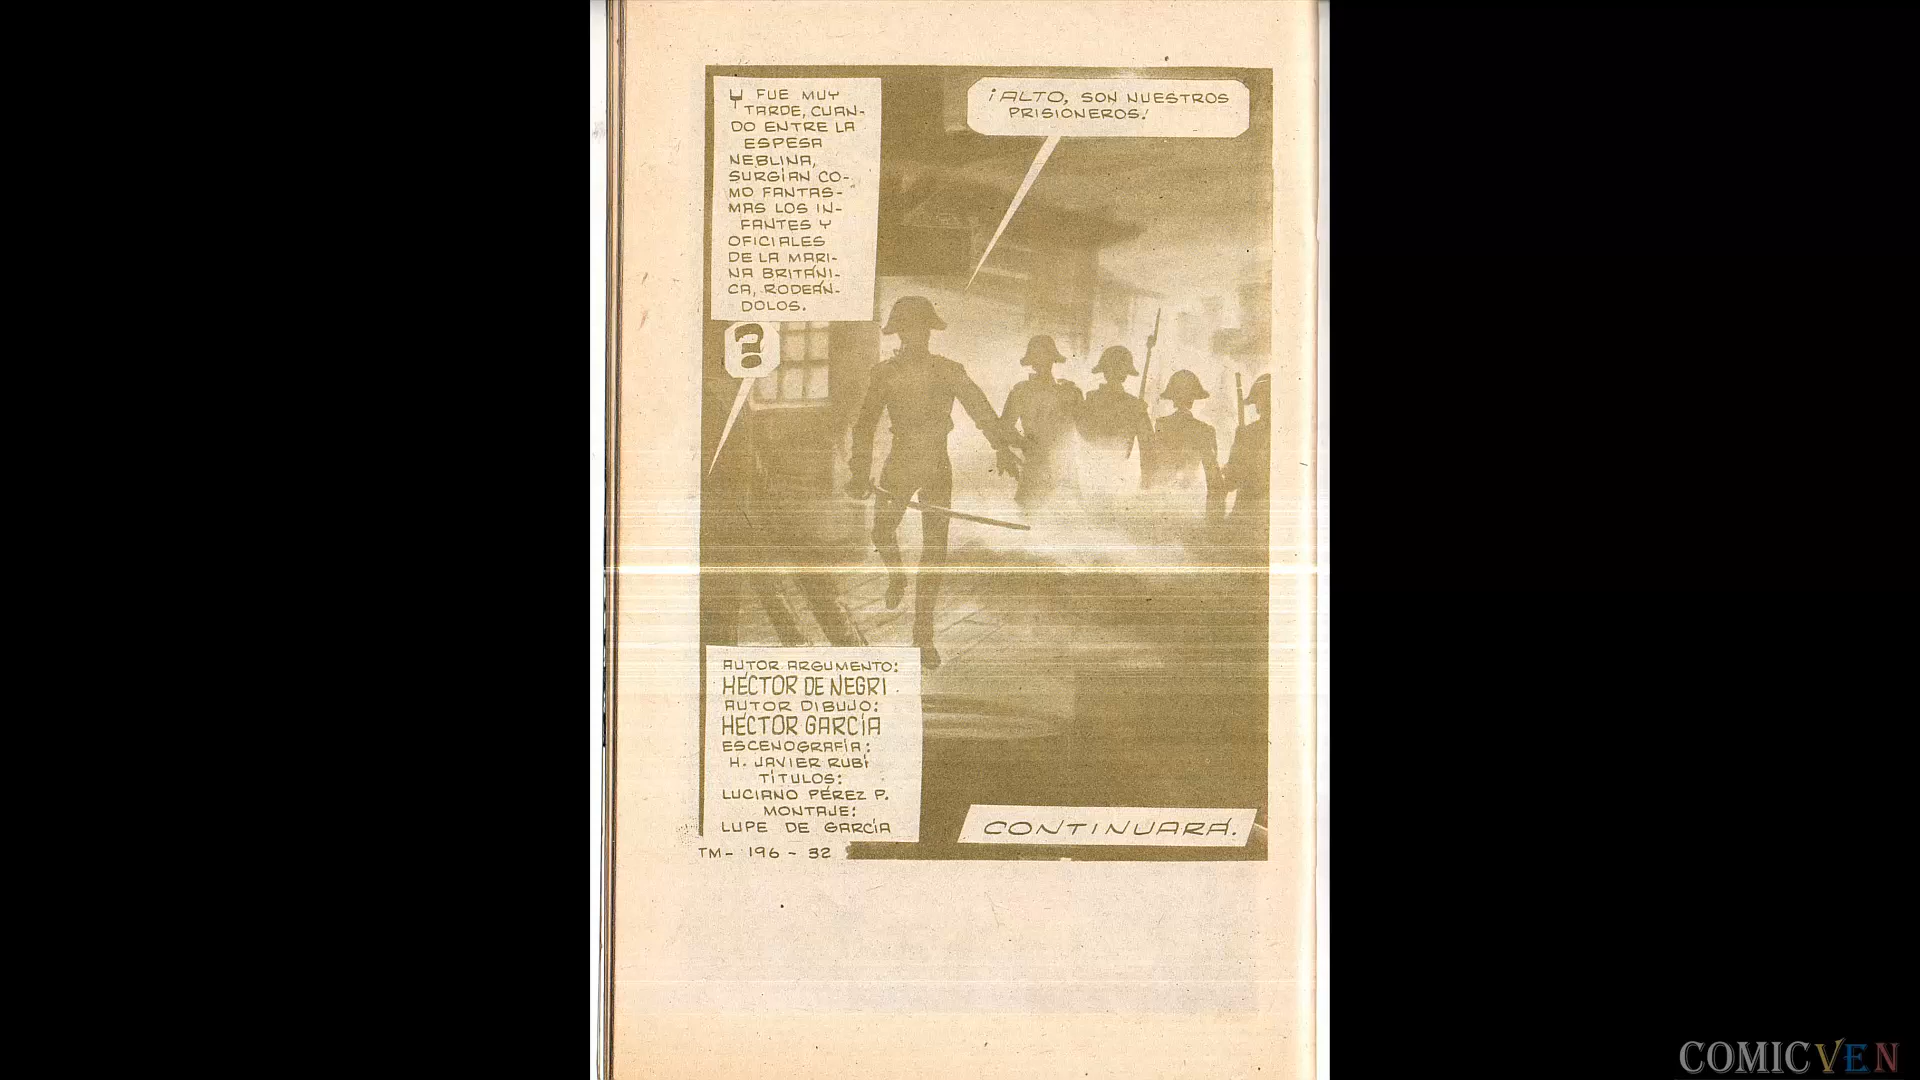 Y FUE MUY
TARDE, CUAN-
DO ENTRE LA
ESPESA
NEBLINA,
SURGÍAN CO-
MO FANTAS-
MAS LOS IN-
FANTES Y
OFICIALES
DE LA MARI-
NA BRITÁNI-
CA, RODEÁN-
DOLOS.
¡ALTO, SON NUESTROS
PRISIONEROS!
?
AUTOR ARGUMENTO:
HÉCTOR DE NEGRI.
AUTOR DIBUJO:
HÉCTOR GARCÍA
ESCENOGRAFÍA:
H. JAVIER RUBÍ
TÍTULOS:
LUCIANO PÉREZ P.
MONTAJE:
LUPE DE GARCÍA
CONTINUARÁ.
TM- 196 - 32
COMICVEN